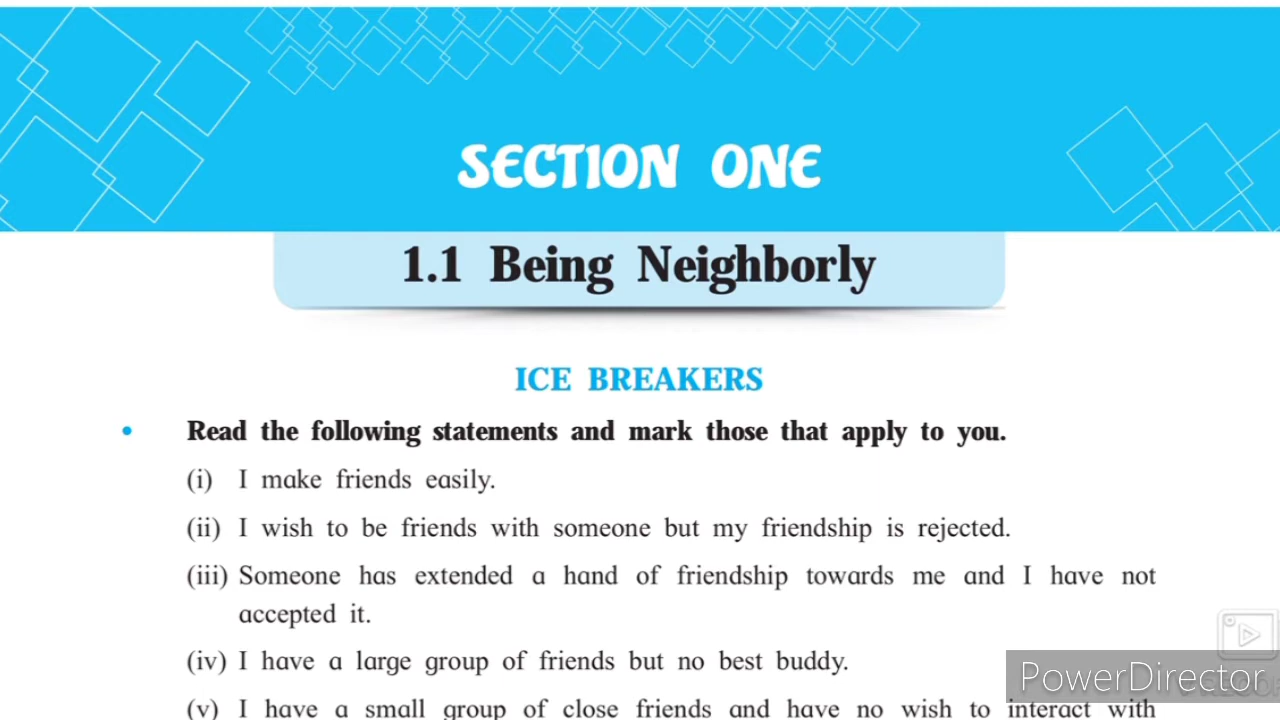 SECTION ONE
1.1 Being Neighborly
ICE BREAKERS
• Read the following statements and mark those that apply to you.
(i) I make friends easily.
(ii) I wish to be friends with someone but my friendship is rejected.
(iii) Someone has extended a hand of friendship towards me and I have not
accepted it.
(iv) I have a large group of friends but no best buddy.
(v) I have a small group of close friends and have no wish to interact with
PowerDirector